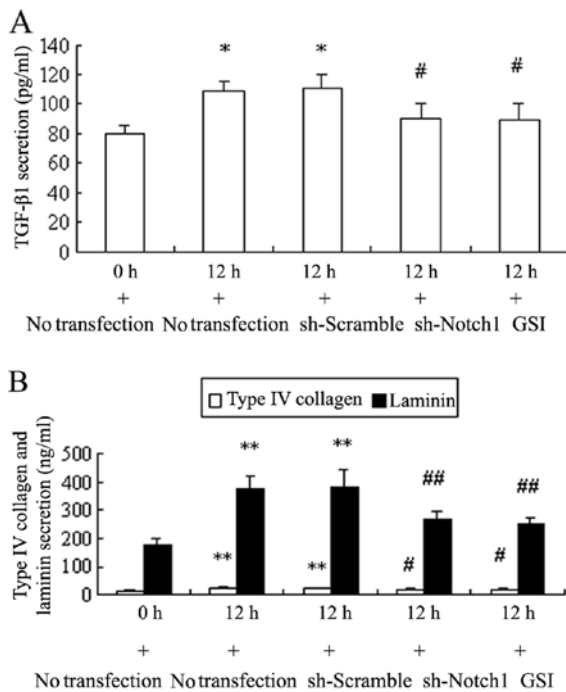 A
TGF-β1 secretion (pg/ml)
140
120
100
80
60
40
20
0
* * # #
0 h 12 h 12 h 12 h 12 h
+ + + + +
No transfection No transfection sh-Scramble sh-Notch1 GSI
B
Type IV collagen Laminin
Type IV collagen and
laminin secretion (ng/ml)
500
400
300
200
100
0
** ** ## ##
** ** # #
0 h 12 h 12 h 12 h 12 h
+ + + + +
No transfection No transfection sh-Scramble sh-Notch1 GSI